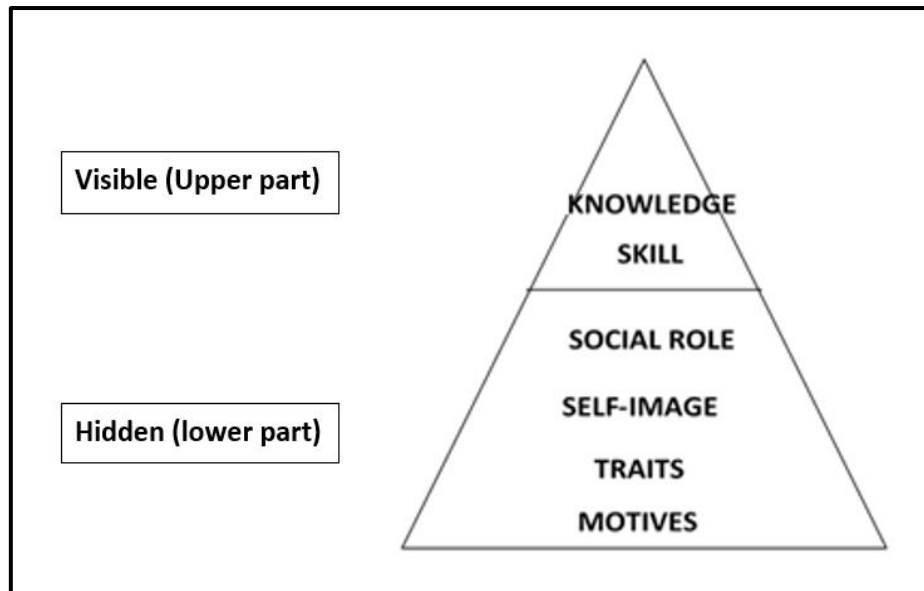 Visible (Upper part)
KNOWLEDGE
SKILL
SOCIAL ROLE
SELF-IMAGE
Hidden (lower part)
TRAITS
MOTIVES